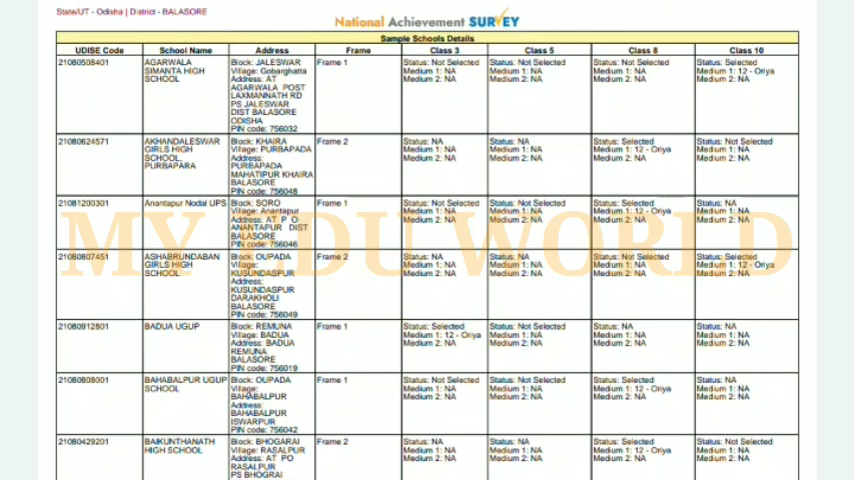 State/UT - Odisha | District - BALASORE
National Achievement SURVEY
Sample Schools Details
UDISE Code School Name Address Frame Class 3 Class 5 Class 8 Class 10
21080508401 AGARWALA Block: JALESWAR Frame 1 Status: Not Selected Status: Not Selected Status: Not Selected Status: Selected
SIMANTA HIGH Village: Gobarghatta Medium 1: NA Medium 1: NA Medium 1: NA Medium 1: 12 - Oriya
SCHOOL Address: AT Medium 2: NA Medium 2: NA Medium 2: NA Medium 2: NA
AGARWALA POST
LAXMANNATH RD
PS JALESWAR
DIST BALASORE
ODISHA
PIN code: 756032
21080624571 AKHANDALESWAR Block: KHAIRA Frame 2 Status: NA Status: NA Status: Selected Status: Not Selected
GIRLS HIGH Village: PURBAPADA Medium 1: NA Medium 1: NA Medium 1: 12 - Oriya Medium 1: NA
SCHOOL, Address: Medium 2: NA Medium 2: NA Medium 2: NA Medium 2: NA
PURBAPARA PURBAPADA
MAHATIPUR KHAIRA
BALASORE
PIN code: 756048
21081200301 Anantapur Nodal UPS Block: SORO Frame 1 Status: Not Selected Status: Not Selected Status: Selected Status: NA
Village: Anantapur Medium 1: NA Medium 1: NA Medium 1: 12 - Oriya Medium 1: NA
Address: AT P O Medium 2: NA Medium 2: NA Medium 2: NA Medium 2: NA
ANANTAPUR DIST
BALASORE
PIN code: 756046
MY EDU WORLD
21080807451 ASHABRUNDABAN Block: OUPADA Frame 2 Status: NA Status: NA Status: Not Selected Status: Selected
GIRLS HIGH Village: Medium 1: NA Medium 1: NA Medium 1: NA Medium 1: 12 - Oriya
SCHOOL KUSUNDASPUR Medium 2: NA Medium 2: NA Medium 2: NA Medium 2: NA
Address:
KUSUNDASPUR
DARAKHOLI
BALASORE
PIN code: 756049
21080912801 BADUA UGUP Block: REMUNA Frame 1 Status: Selected Status: Not Selected Status: NA Status: NA
Village: BADUA Medium 1: 12 - Oriya Medium 1: NA Medium 1: NA Medium 1: NA
Address: BADUA Medium 2: NA Medium 2: NA Medium 2: NA Medium 2: NA
REMUNA
BALASORE
PIN code: 756019
21080808001 BAHABALPUR UGUP Block: OUPADA Frame 1 Status: Not Selected Status: Not Selected Status: Selected Status: NA
SCHOOL Village: Medium 1: NA Medium 1: NA Medium 1: 12 - Oriya Medium 1: NA
BAHABALPUR Medium 2: NA Medium 2: NA Medium 2: NA Medium 2: NA
Address:
BAHABALPUR
ISWARPUR
PIN code: 756042
21080429201 BAIKUNTHANATH Block: BHOGARAI Frame 2 Status: NA Status: NA Status: Selected Status: Not Selected
HIGH SCHOOL Village: RASALPUR Medium 1: NA Medium 1: NA Medium 1: 12 - Oriya Medium 1: NA
Address: AT PO Medium 2: NA Medium 2: NA Medium 2: NA Medium 2: NA
RASALPUR
PS BHOGRAI